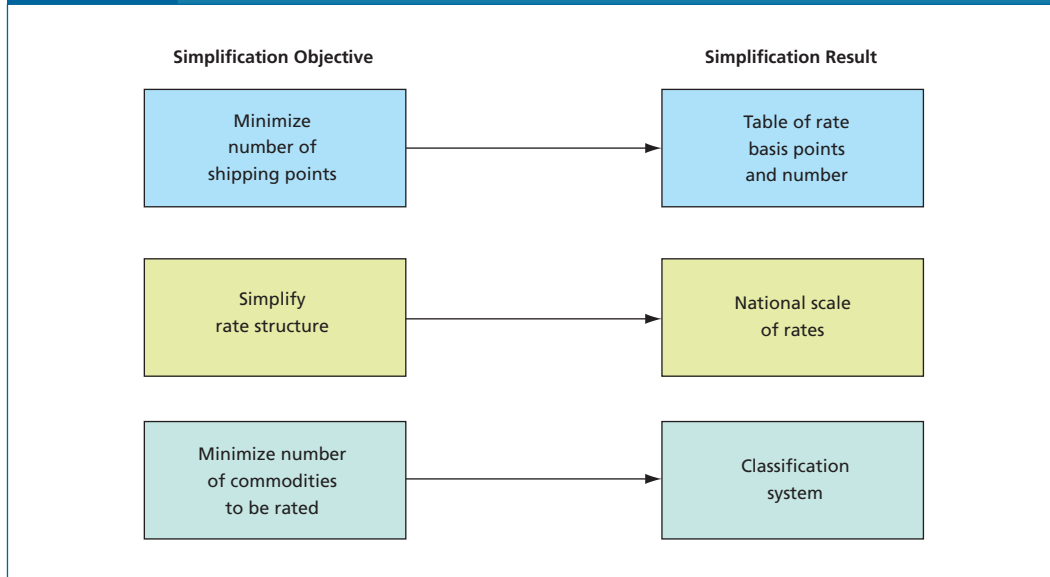 Simplification Objective
Simplification Result
Minimize
number of
shipping points
Table of rate
basis points
and number
Simplify
rate structure
National scale
of rates
Minimize number
of commodities
to be rated
Classification
system